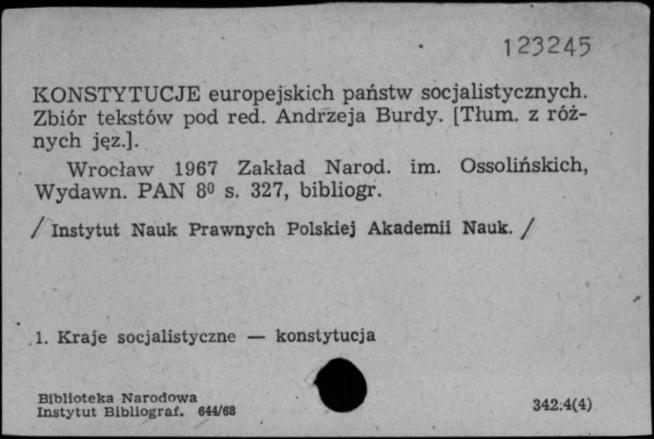 123245
KONSTYTUCJE europejskich państw socjalistycznych.
Zbiór tekstów pod red. Andrzeja Burdy. [Tłum. z róż-
nych jęz.].
Wrocław 1967 Zakład Narod. im. Ossolińskich,
Wydawn. PAN 8⁰ s. 327, bibliogr.
/ Instytut Nauk Prawnych Polskiej Akademii Nauk. /
1. Kraje socjalistyczne — konstytucja
Biblioteka Narodowa
Instytut Bibliograf. 644/68
342.4(4)